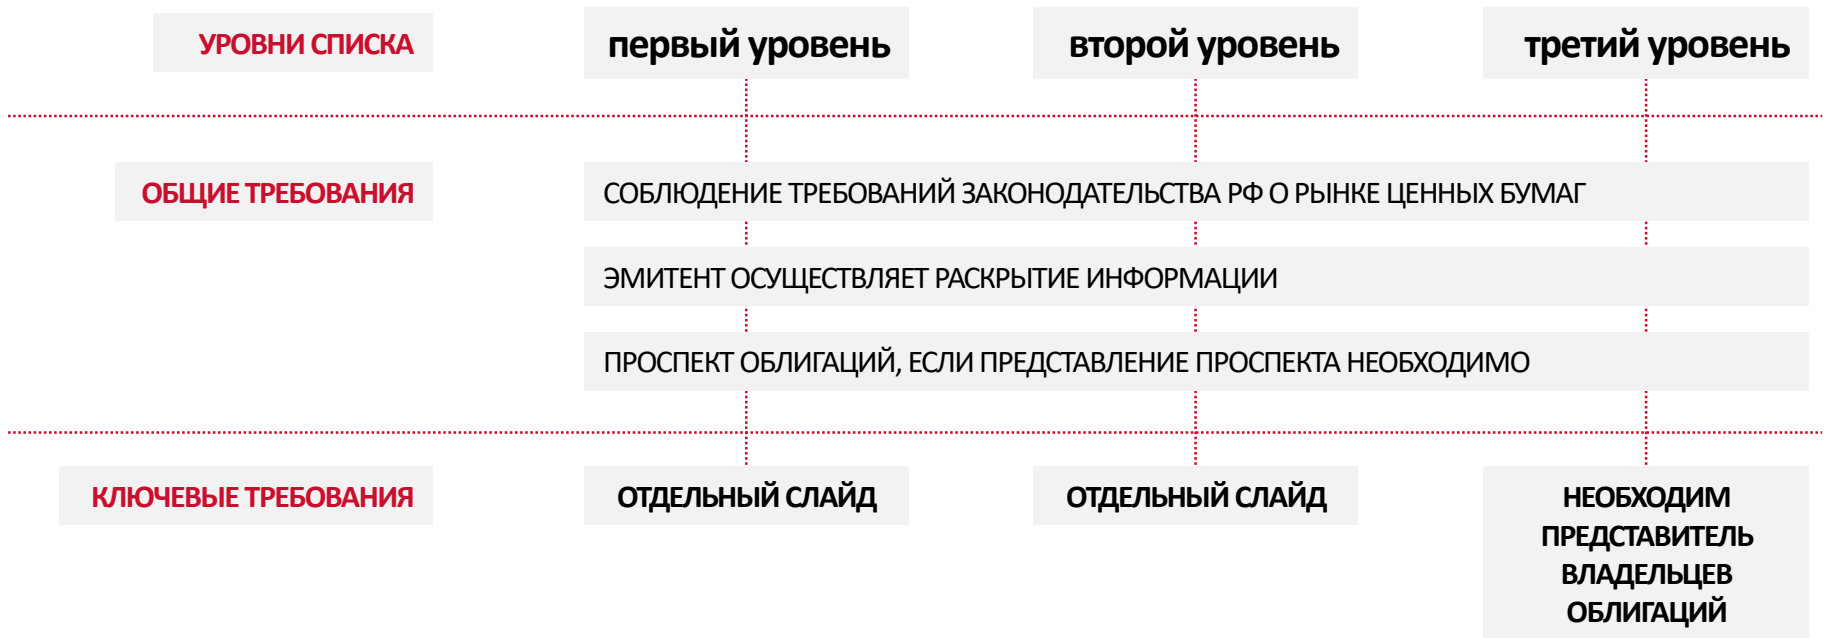 УРОВНИ СПИСКА
первый уровень
второй уровень
третий уровень
ОБЩИЕ ТРЕБОВАНИЯ
СОБЛЮДЕНИЕ ТРЕБОВАНИЙ ЗАКОНОДАТЕЛЬСТВА РФ О РЫНКЕ ЦЕННЫХ БУМАГ
ЭМИТЕНТ ОСУЩЕСТВЛЯЕТ РАСКРЫТИЕ ИНФОРМАЦИИ
ПРОСПЕКТ ОБЛИГАЦИЙ, ЕСЛИ ПРЕДСТАВЛЕНИЕ ПРОСПЕКТА НЕОБХОДИМО
КЛЮЧЕВЫЕ ТРЕБОВАНИЯ
ОТДЕЛЬНЫЙ СЛАЙД
ОТДЕЛЬНЫЙ СЛАЙД
НЕОБХОДИМ
ПРЕДСТАВИТЕЛЬ
ВЛАДЕЛЬЦЕВ
ОБЛИГАЦИЙ